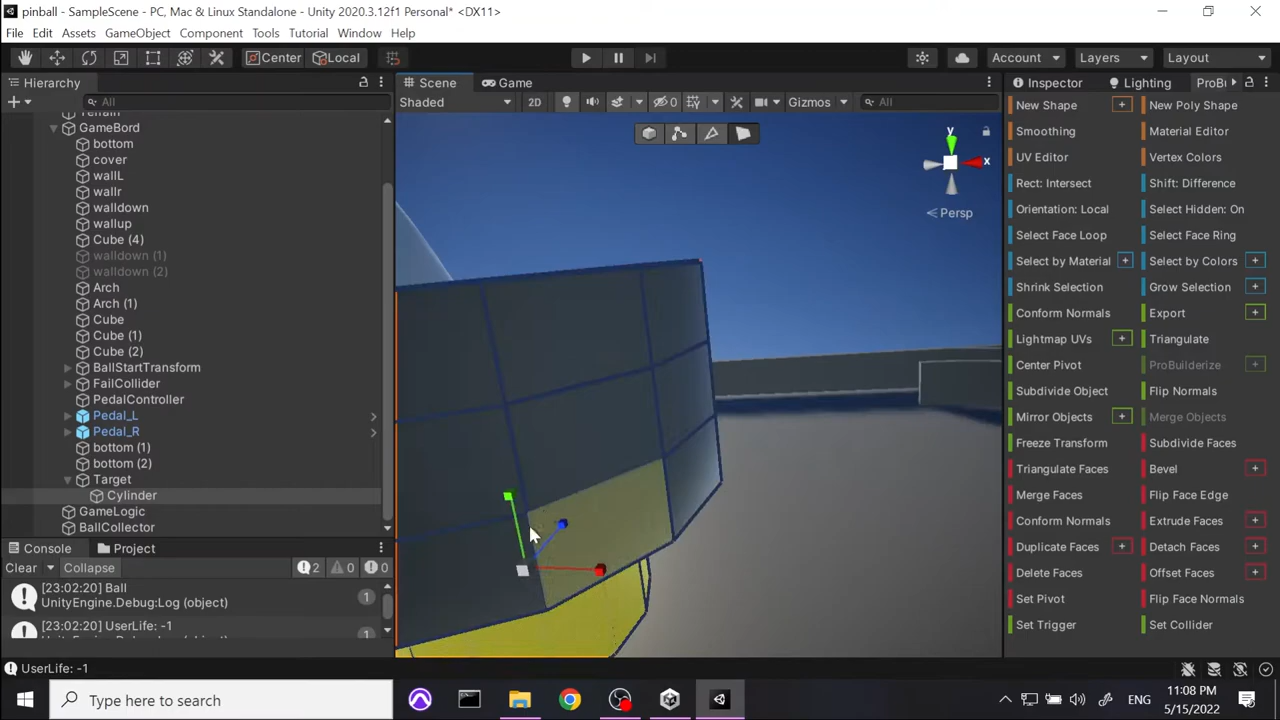 pinball - SampleScene - PC, Mac & Linux Standalone - Unity 2020.3.12f1 Personal* <DX11>
File Edit Assets GameObject Component Tools Tutorial Window Help
Center Local Account Layers Layout
Hierarchy Scene Game Inspector Lighting
All Shaded 2D 0 Gizmos All
GameBord
bottom
cover
wallL
wallr
walldown
wallup
Cube (4)
walldown (1)
walldown (2)
Arch
Arch (1)
Cube
Cube (1)
Cube (2)
BallStartTransform
FailCollider
PedalController
Pedal_L
Pedal_R
bottom (1)
bottom (2)
Target
Cylinder
GameLogic
BallCollector
y
x
Persp
New Shape + New Poly Shape
Smoothing Material Editor
UV Editor Vertex Colors
Rect: Intersect Shift: Difference
Orientation: Local Select Hidden: On
Select Face Loop Select Face Ring
Select by Material + Select by Colors +
Shrink Selection Grow Selection +
Conform Normals Export +
Lightmap UVs + Triangulate
Center Pivot ProBuilderize +
Subdivide Object Flip Normals
Mirror Objects + Merge Objects
Freeze Transform Subdivide Faces
Triangulate Faces Bevel +
Merge Faces Flip Face Edge
Conform Normals Extrude Faces +
Duplicate Faces + Detach Faces +
Delete Faces Offset Faces +
Set Pivot Flip Face Normals
Set Trigger Set Collider
Console Project
Clear Collapse 2 0 0
[23:02:20] Ball
UnityEngine.Debug:Log (object) 1
[23:02:20] UserLife: -1
1
UserLife: -1
Type here to search
ENG
11:08 PM
5/15/2022